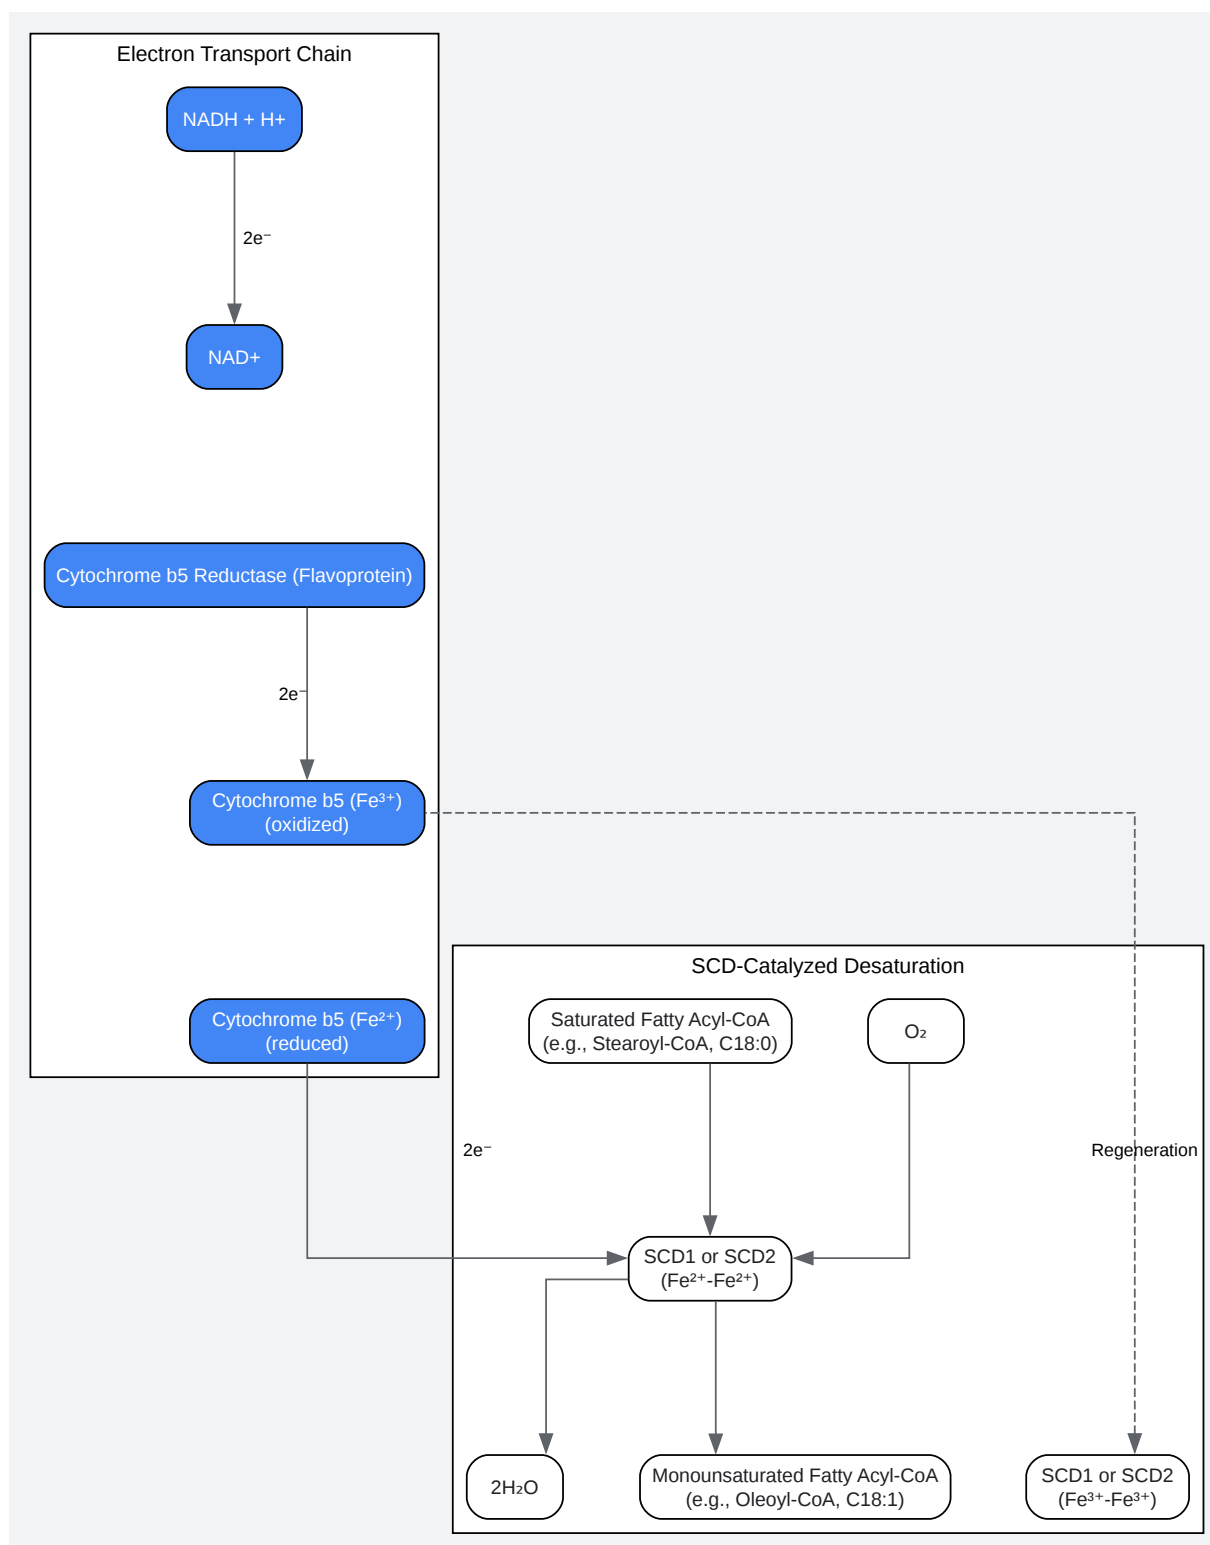 Electron Transport Chain
NADH + H+
2e⁻
NAD+
Cytochrome b5 Reductase (Flavoprotein)
2e⁻
Cytochrome b5 (Fe³⁺)
(oxidized)
Cytochrome b5 (Fe²⁺)
(reduced)
SCD-Catalyzed Desaturation
Saturated Fatty Acyl-CoA
(e.g., Stearoyl-CoA, C18:0)
O₂
2e⁻
Regeneration
SCD1 or SCD2
(Fe²⁺-Fe²⁺)
2H₂O
Monounsaturated Fatty Acyl-CoA
(e.g., Oleoyl-CoA, C18:1)
SCD1 or SCD2
(Fe³⁺-Fe³⁺)